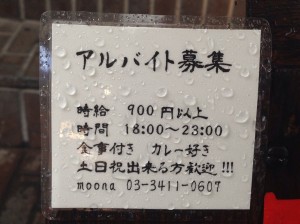 アルバイト募集
時給 900円以上
時間 18:00～23:00
食事付き カレー好き
土日祝出来る方歓迎!!!
moona 03-3411-0607